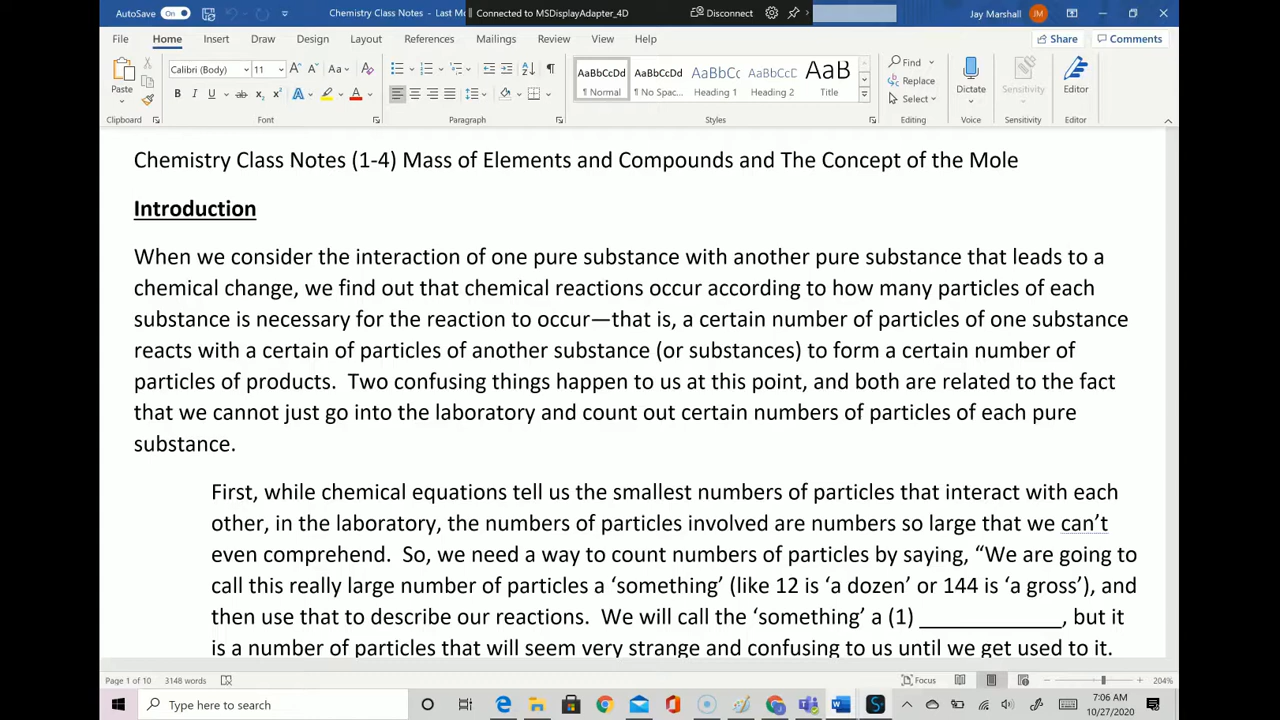 AutoSave On Chemistry Class Notes - Last Mo Connected to MSDisplayAdapter_4D Disconnect Jay Marshall JM
File Home Insert Draw Design Layout References Mailings Review View Help Share Comments
Paste Calibri (Body) 11 Aa AaBbCcDd ¶ Normal AaBbCcDd ¶ No Spac... AaBbCc Heading 1 AaBbCcD Heading 2 AaB Title Find Replace Select Dictate Sensitivity Editor
Clipboard Font Paragraph Styles Editing Voice Sensitivity Editor
Chemistry Class Notes (1-4) Mass of Elements and Compounds and The Concept of the Mole
Introduction
When we consider the interaction of one pure substance with another pure substance that leads to a
chemical change, we find out that chemical reactions occur according to how many particles of each
substance is necessary for the reaction to occur—that is, a certain number of particles of one substance
reacts with a certain of particles of another substance (or substances) to form a certain number of
particles of products. Two confusing things happen to us at this point, and both are related to the fact
that we cannot just go into the laboratory and count out certain numbers of particles of each pure
substance.
First, while chemical equations tell us the smallest numbers of particles that interact with each
other, in the laboratory, the numbers of particles involved are numbers so large that we can’t
even comprehend. So, we need a way to count numbers of particles by saying, “We are going to
call this really large number of particles a ‘something’ (like 12 is ‘a dozen’ or 144 is ‘a gross’), and
then use that to describe our reactions. We will call the ‘something’ a (1) _____________, but it
is a number of particles that will seem very strange and confusing to us until we get used to it.
Page 1 of 10 3148 words Focus 204%
Type here to search 7:06 AM
10/27/2020